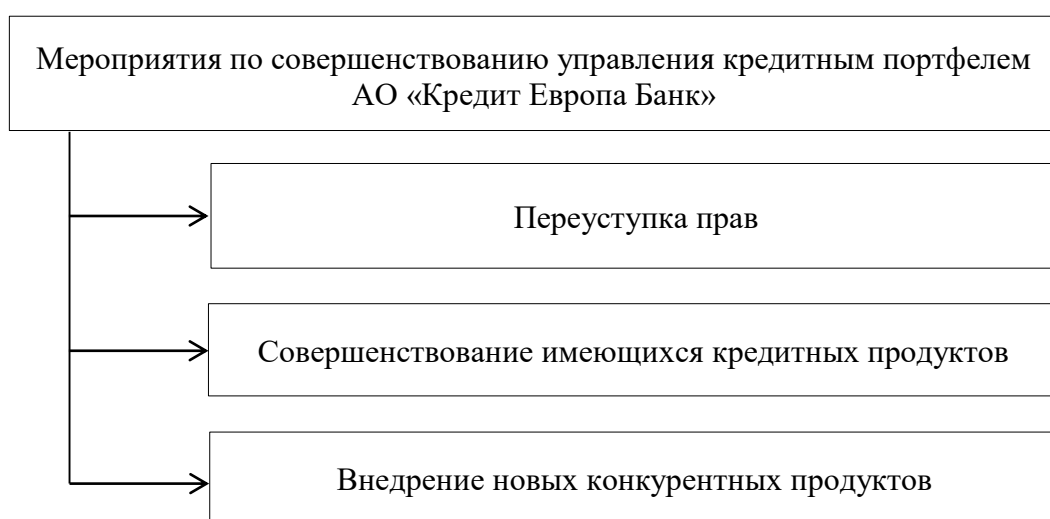 Мероприятия по совершенствованию управления кредитным портфелем
АО «Кредит Европа Банк»
Переуступка прав
Совершенствование имеющихся кредитных продуктов
Внедрение новых конкурентных продуктов